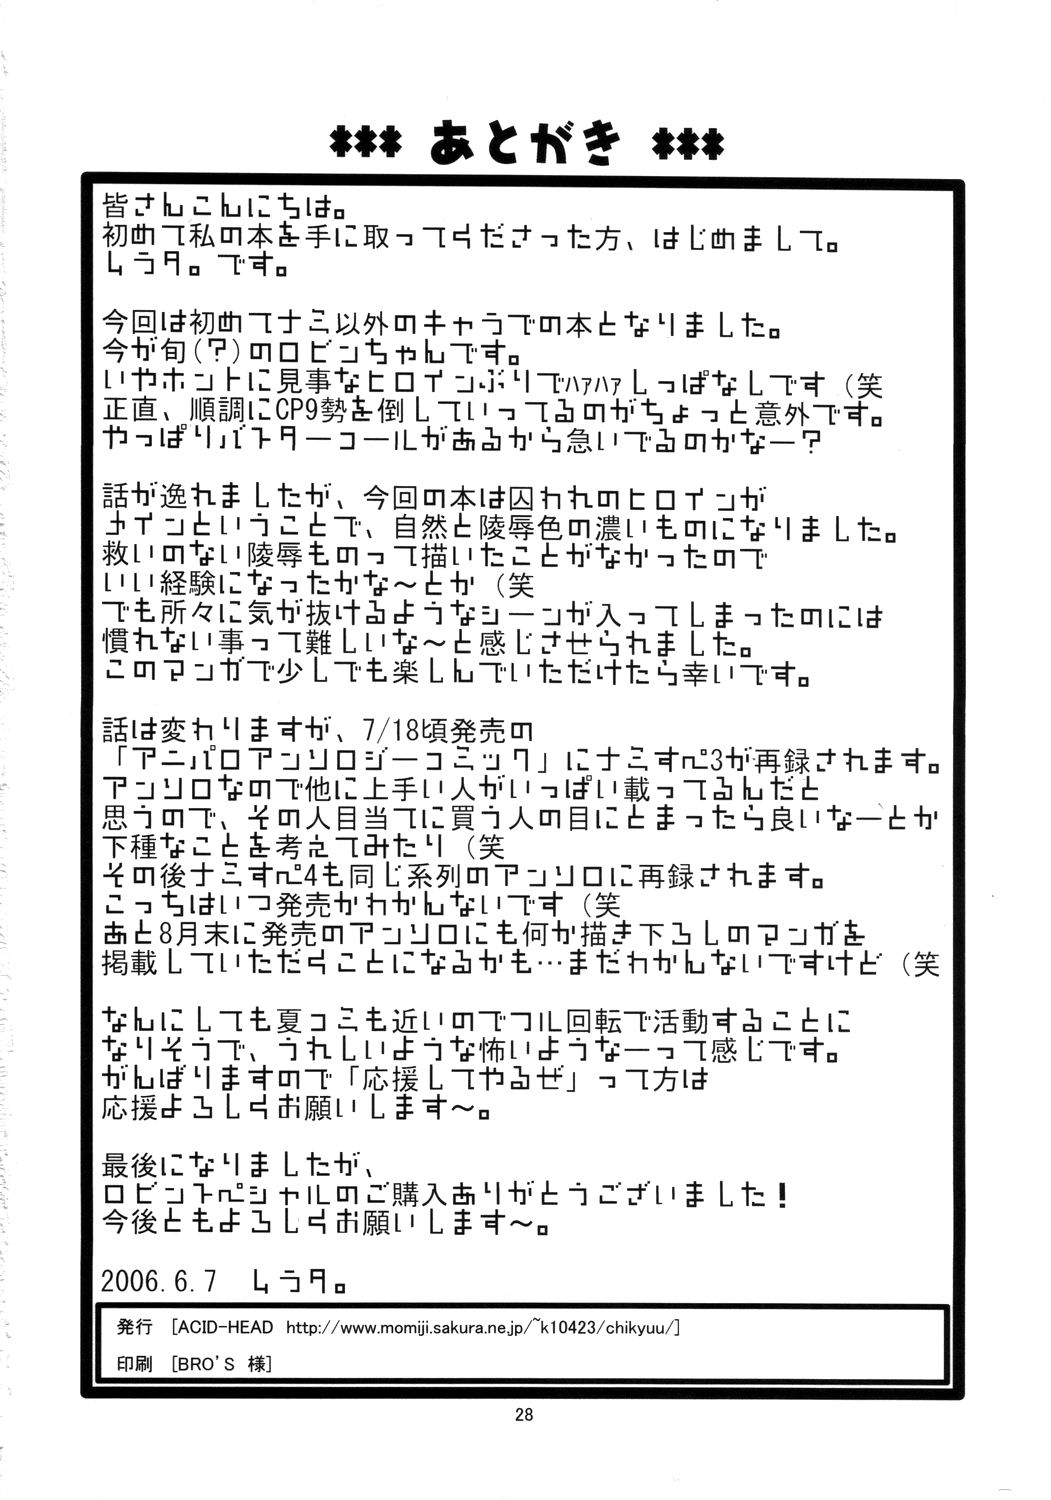 *** あとがき ***
皆さんこんにちは。
初めて私の本を手に取ってくださった方、はじめまして。
ムラタ。です。
今回は初めてナミ以外のキャラでの本となりました。
今が旬(？)のロビンちゃんです。
いやホントに見事なヒロインぶりでﾊｧﾊｧしっぱなしです（笑
正直、順調にCP9勢を倒していってるのがちょっと意外です。
やっぱりバスターコールがあるから急いでるのかなー？
話が逸れましたが、今回の本は囚われのヒロインが
メインということで、自然と陵辱色の濃いものになりました。
救いのない陵辱ものって描いたことがなかったので
いい経験になったかな～とか（笑
でも所々に気が抜けるようなシーンが入ってしまったのには
慣れない事って難しいな～と感じさせられました。
このマンガで少しでも楽しんでいただけたら幸いです。
話は変わりますが、7/18頃発売の
「アニパロアンソロジーコミック」にナミすぺ3が再録されます。
アンソロなので他に上手い人がいっぱい載ってるんだと
思うので、その人目当てに買う人の目にとまったら良いなーとか
下種なことを考えてみたり（笑
その後ナミすぺ4も同じ系列のアンソロに再録されます。
こっちはいつ発売かわかんないです（笑
あと8月末に発売のアンソロにも何か描き下ろしのマンガを
掲載していただくことになるかも…まだわかんないですけど（笑
なんにしても夏コミも近いのでフル回転で活動することに
なりそうで、うれしいような怖いようなーって感じです。
がんばりますので「応援してやるぜ」って方は
応援よろしくお願いします～。
最後になりましたが、
ロビンスペシャルのご購入ありがとうございました！
今後ともよろしくお願いします～。
2006.6.7　ムラタ。
発行　[ACID-HEAD　http://www.momiji.sakura.ne.jp/~k10423/chikyuu/]
印刷　[BRO'S 様]
28